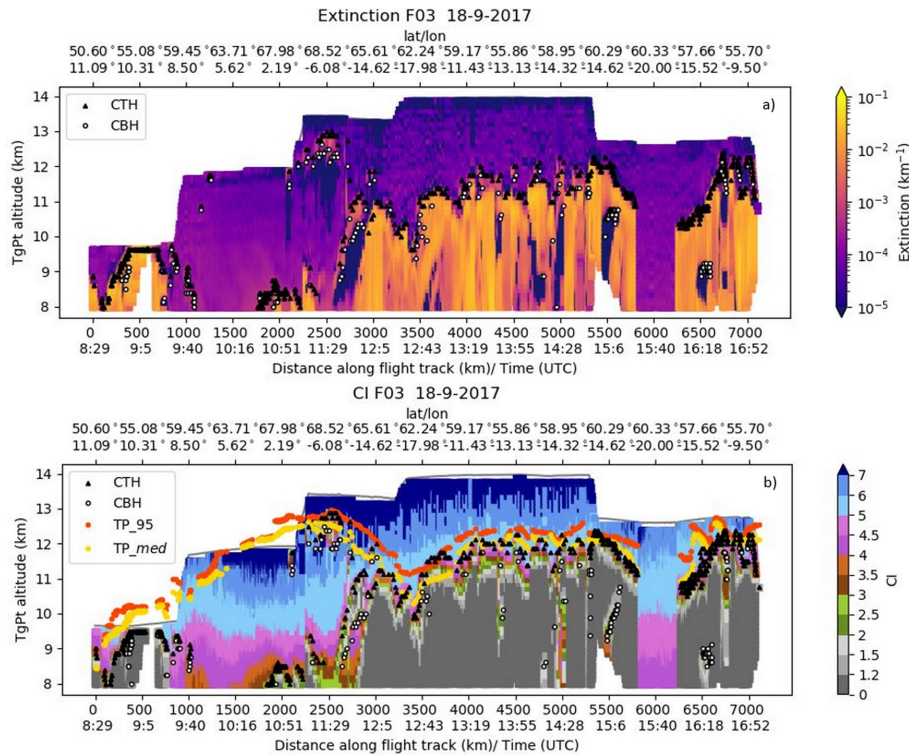 Extinction F03 18-9-2017
lat/lon
50.60° 55.08° 59.45° 63.71° 67.98° 68.52° 65.61° 62.24° 59.17° 55.86° 58.95° 60.29° 60.33° 57.66° 55.70°
11.09° 10.31° 8.50° 5.62° 2.19° -6.08° -14.62° -17.98° -11.43° -13.13° -14.32° -14.62° -20.00° -15.52° -9.50°
a)
CTH
CBH
TgPt altitude (km)
14
13
12
11
10
9
8
0 500 1000 1500 2000 2500 3000 3500 4000 4500 5000 5500 6000 6500 7000
8:29 9:5 9:40 10:16 10:51 11:29 12:5 12:43 13:19 13:55 14:28 15:6 15:40 16:18 16:52
Distance along flight track (km)/ Time (UTC)
10⁻¹
10⁻²
10⁻³
10⁻⁴
10⁻⁵
Extinction (km⁻¹)
CI F03 18-9-2017
lat/lon
50.60° 55.08° 59.45° 63.71° 67.98° 68.52° 65.61° 62.24° 59.17° 55.86° 58.95° 60.29° 60.33° 57.66° 55.70°
11.09° 10.31° 8.50° 5.62° 2.19° -6.08° -14.62° -17.98° -11.43° -13.13° -14.32° -14.62° -20.00° -15.52° -9.50°
b)
CTH
CBH
TP_95
TP_med
TgPt altitude (km)
14
13
12
11
10
9
8
0 500 1000 1500 2000 2500 3000 3500 4000 4500 5000 5500 6000 6500 7000
8:29 9:5 9:40 10:16 10:51 11:29 12:5 12:43 13:19 13:55 14:28 15:6 15:40 16:18 16:52
Distance along flight track (km)/ Time (UTC)
7
6
5
4
3.5
3
2.5
2
1.5
1.2
0
CI